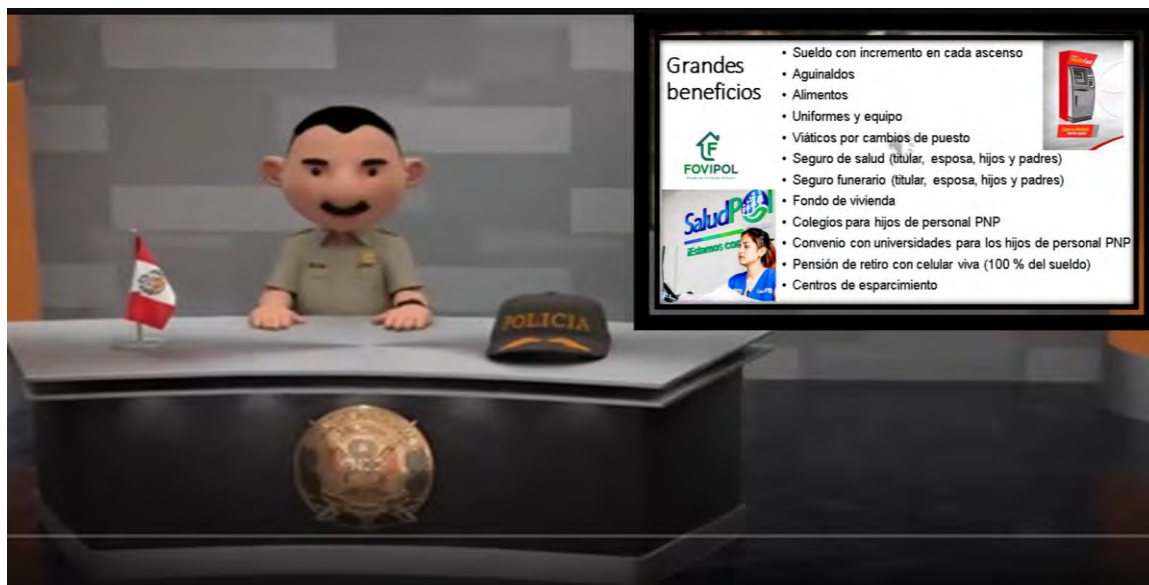 Grandes
beneficios
FOVIPOL
SaludPol
¡Estamos con
• Sueldo con incremento en cada ascenso
• Aguinaldos
• Alimentos
• Uniformes y equipo
• Viáticos por cambios de puesto
• Seguro de salud (titular, esposa, hijos y padres)
• Seguro funerario (titular, esposa, hijos y padres)
• Fondo de vivienda
• Colegios para hijos de personal PNP
• Convenio con universidades para los hijos de personal PNP
• Pensión de retiro con celular viva (100 % del sueldo)
• Centros de esparcimiento
POLICIA